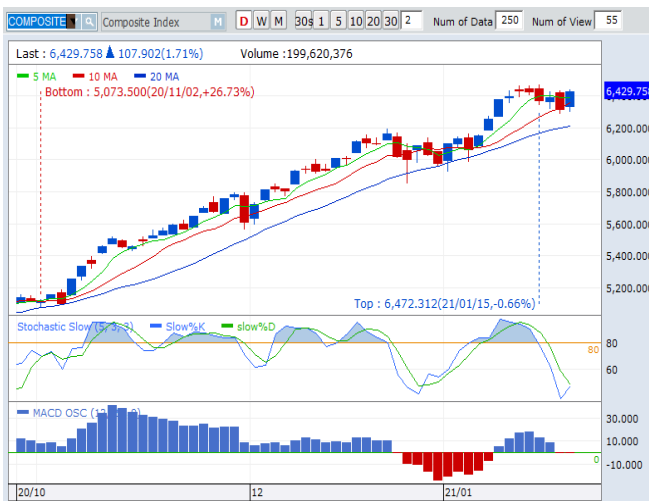 COMPOSITE Composite Index M D W M 30s 1 5 10 20 30 2 Num of Data 250 Num of View 55
Last : 6,429.758 ▲ 107.902(1.71%) Volume :199,620,376
5 MA 10 MA 20 MA
Bottom : 5,073.500(20/11/02,+26.73%)
6,429.758
6,200.000
6,000.000
5,800.000
5,600.000
5,400.000
5,200.000
Top : 6,472.312(21/01/15,-0.66%)
Stochastic Slow (5, 3, 3) Slow%K slow%D
80
80
60
MACD OSC
30.000
10.000
0
-10.000
20/10 12 21/01